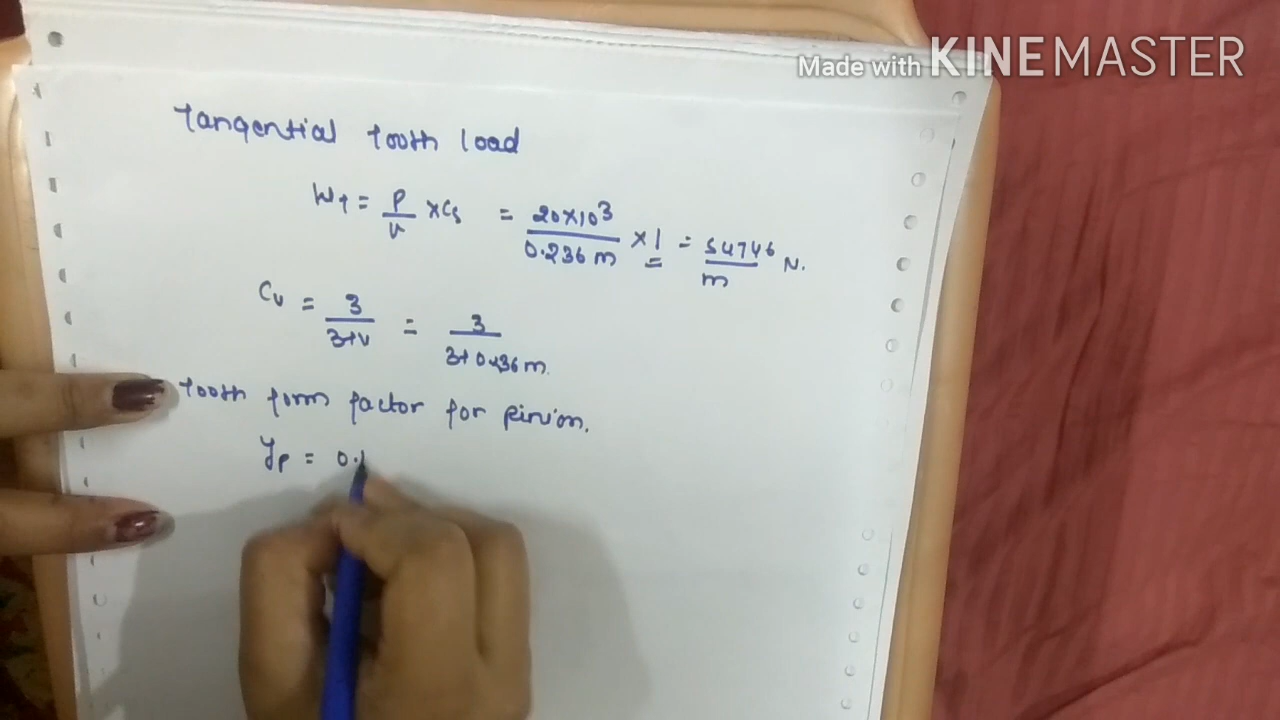 Made with KINEMASTER
Tangential tooth load
WT = P/v × CS = 20×10³/0.236 m × 1 = 54746/m N.
Cv = 3/3+v = 3/3+0.236 m.
Tooth form factor for pinion.
yP = 0.1